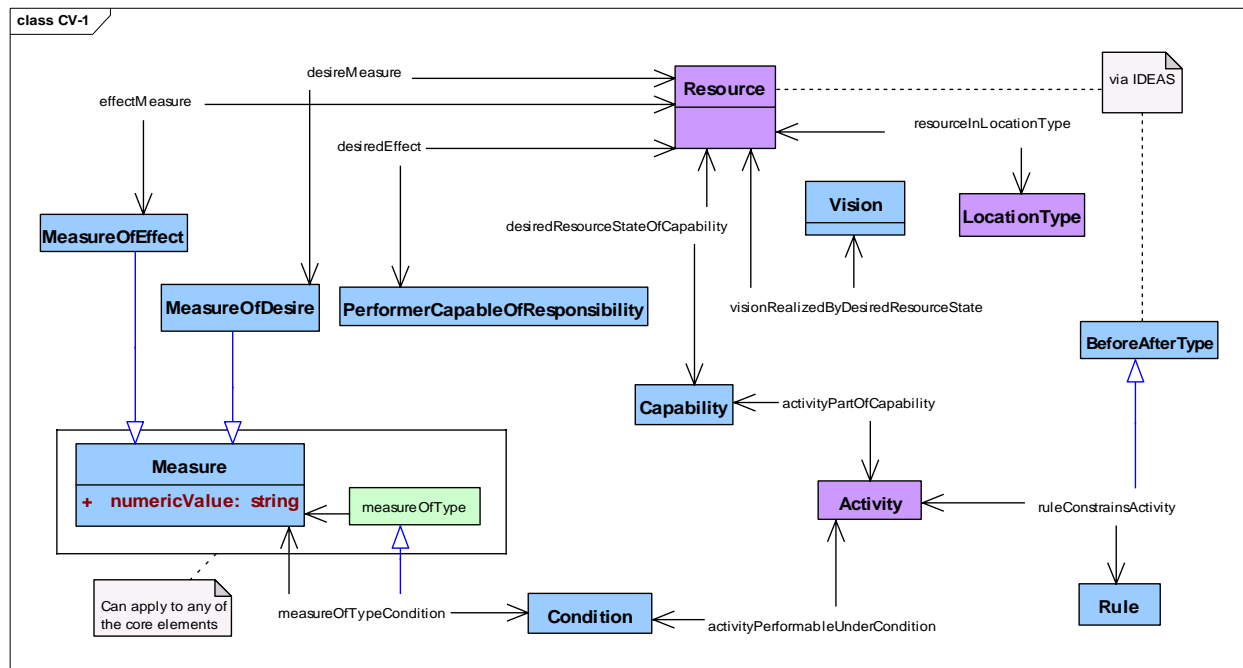 class CV-1
desireMeasure
Resource
via IDEAS
effectMeasure
resourceInLocationType
desiredEffect
Vision
LocationType
desiredResourceStateOfCapability
MeasureOfEffect
MeasureOfDesire
PerformerCapableOfResponsibility
visionRealizedByDesiredResourceState
BeforeAfterType
Capability
activityPartOfCapability
Measure
+ numericValue: string
measureOfType
Activity
ruleConstrainsActivity
Can apply to any of
the core elements
measureOfTypeCondition
Condition
activityPerformableUnderCondition
Rule